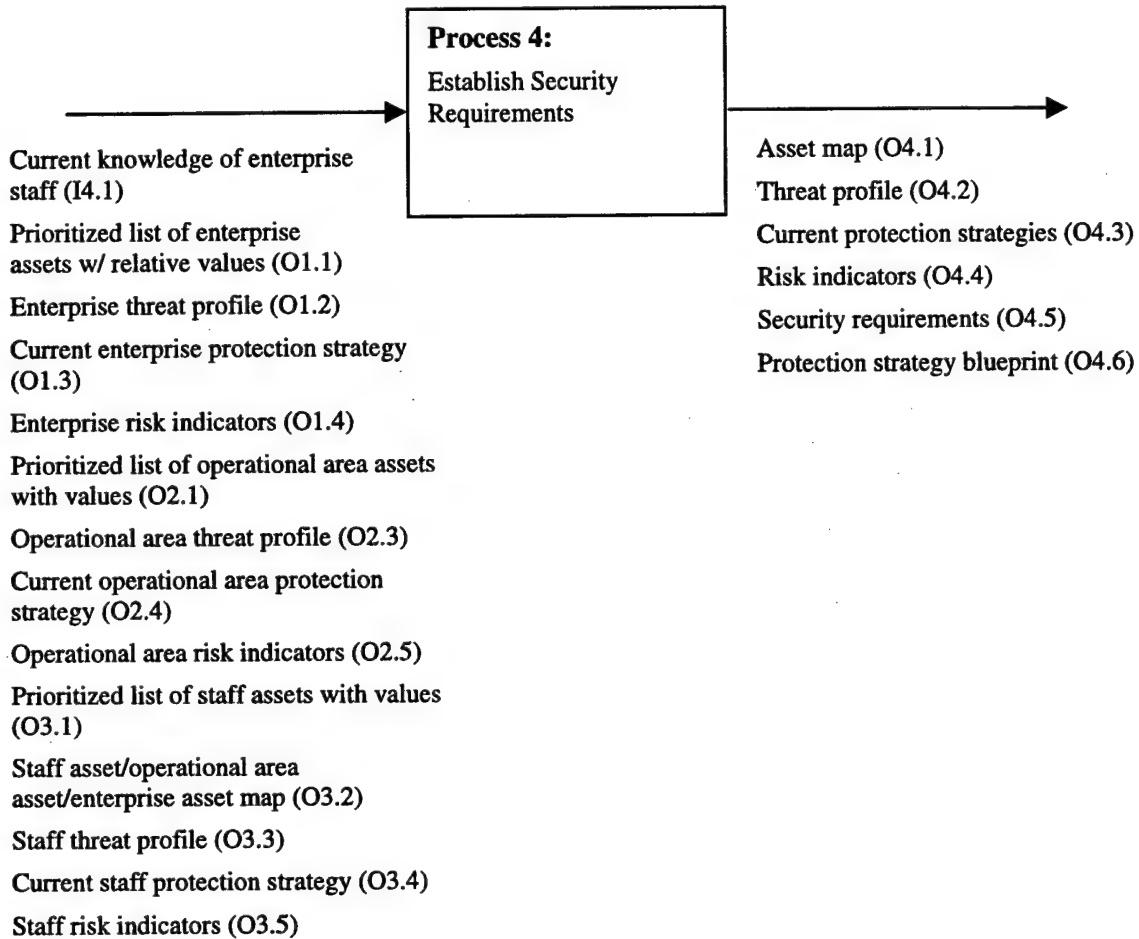 Process 4:
Establish Security
Requirements
Current knowledge of enterprise
staff (I4.1)
Prioritized list of enterprise
assets w/ relative values (O1.1)
Enterprise threat profile (O1.2)
Current enterprise protection strategy
(O1.3)
Enterprise risk indicators (O1.4)
Prioritized list of operational area assets
with values (O2.1)
Operational area threat profile (O2.3)
Current operational area protection
strategy (O2.4)
Operational area risk indicators (O2.5)
Prioritized list of staff assets with values
(O3.1)
Staff asset/operational area
asset/enterprise asset map (O3.2)
Staff threat profile (O3.3)
Current staff protection strategy (O3.4)
Staff risk indicators (O3.5)
Asset map (O4.1)
Threat profile (O4.2)
Current protection strategies (O4.3)
Risk indicators (O4.4)
Security requirements (O4.5)
Protection strategy blueprint (O4.6)